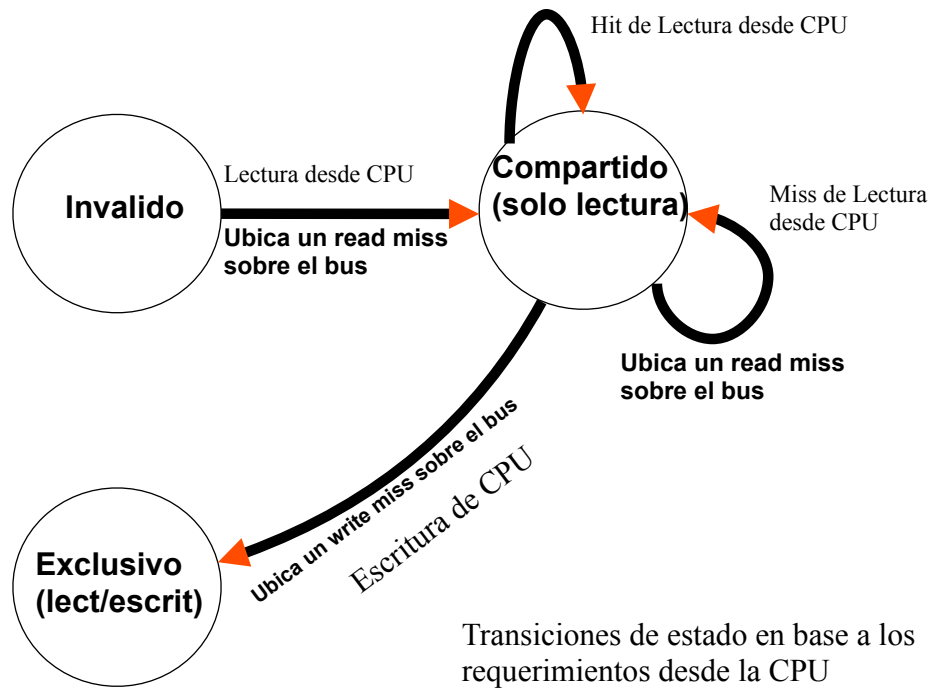 Hit de Lectura desde CPU
Lectura desde CPU
Invalido
Ubica un read miss
sobre el bus
Compartido
(solo lectura)
Miss de Lectura
desde CPU
Ubica un read miss
sobre el bus
Ubica un write miss sobre el bus
Escritura de CPU
Exclusivo
(lect/escrit)
Transiciones de estado en base a los
requerimientos desde la CPU